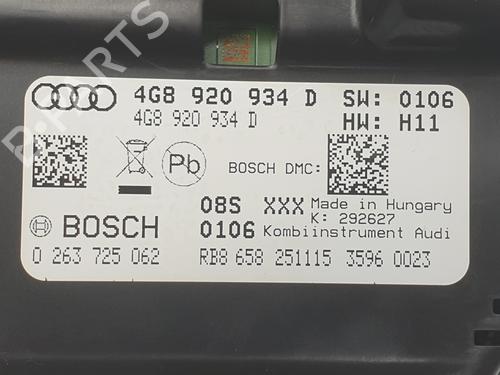 B-PARTS
4G8 920 934 D SW: 0106
4G8 920 934 D HW: H11
Pb BOSCH DMC:
08S XXX Made in Hungary
K: 292627
BOSCH 0106 Kombiinstrument Audi
0 263 725 062 RB8 658 251115 3596 0023